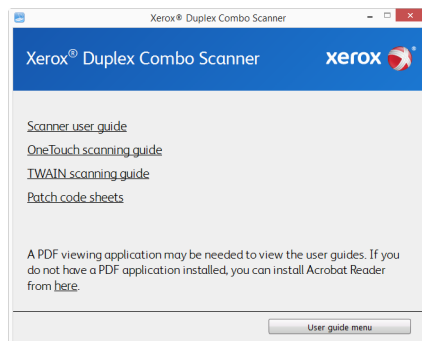 Xerox® Duplex Combo Scanner
Xerox® Duplex Combo Scanner
xerox®
Scanner user guide
OneTouch scanning guide
TWAIN scanning guide
Patch code sheets
A PDF viewing application may be needed to view the user guides. If you
do not have a PDF application installed, you can install Acrobat Reader
from here.
User guide menu